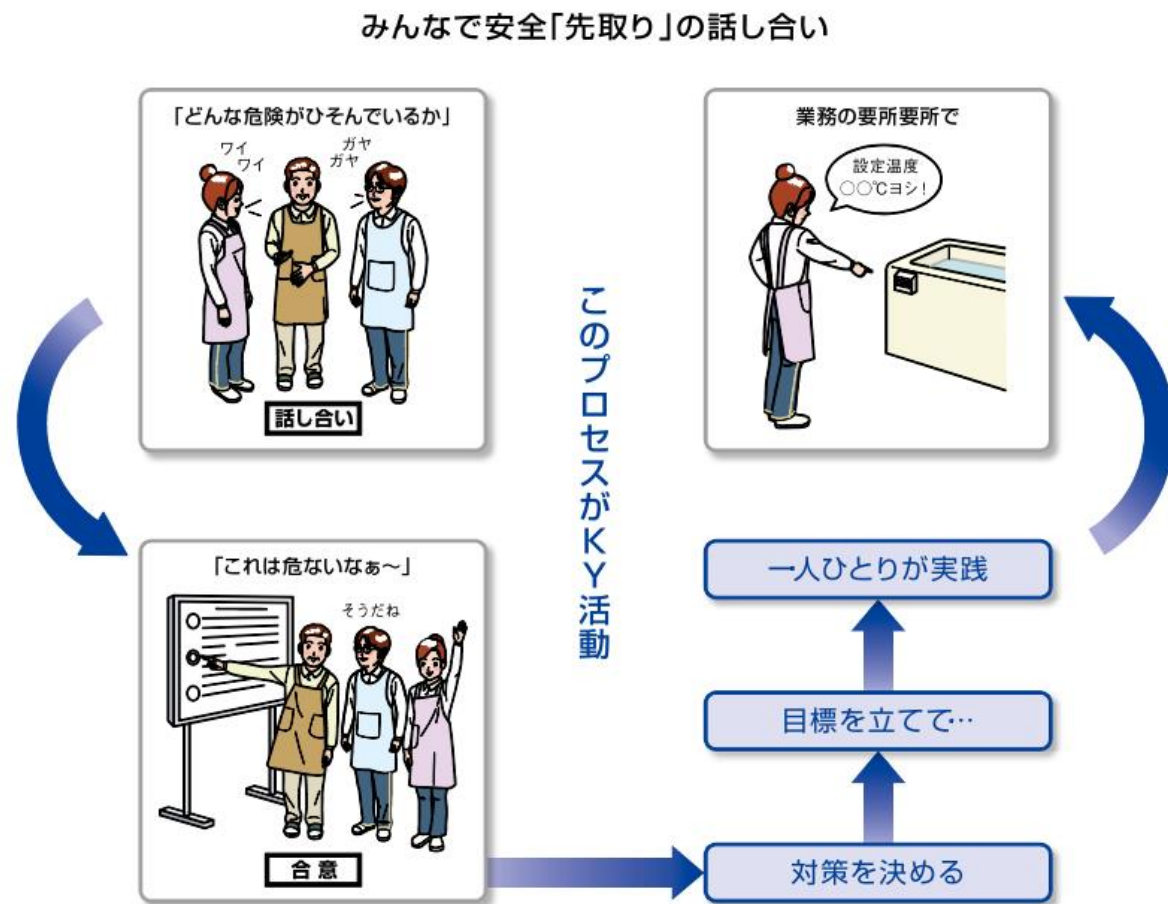 みんなで安全「先取り」の話し合い
「どんな危険がひそんでいるか」
ワイ
ワイ
ガヤ
ガヤ
話し合い
「これは危ないなぁ〜」
そうだね
合意
このプロセスがKY活動
対策を決める
目標を立てて…
一人ひとりが実践
業務の要所要所で
設定温度
○○℃ヨシ!